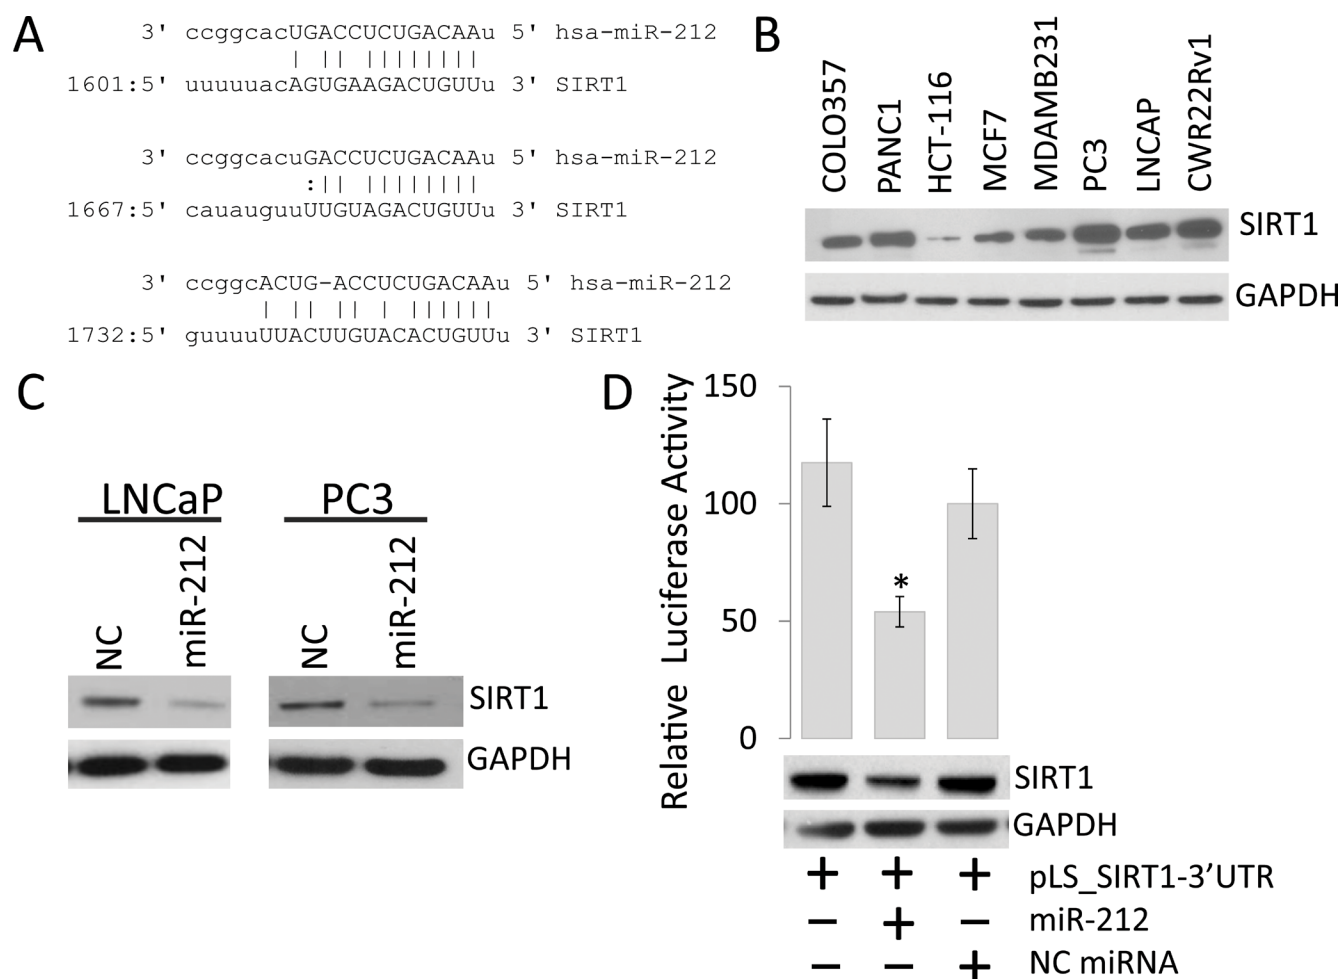 A
3' ccggcacUGACCUCUGACAAu 5' hsa-miR-212
| || ||||||||
1601:5' uuuuuacAGUGAAGACUGUUu 3' SIRT1
3' ccggcacuGACCUCUGACAAu 5' hsa-miR-212
:|| ||||||||
1667:5' cauauguuUUGUAGACUGUUu 3' SIRT1
3' ccggcACUG-ACCUCUGACAAu 5' hsa-miR-212
| || || | ||||||
1732:5' guuuuUUACUUGUACACUGUUu 3' SIRT1
B
COLO357
PANC1
HCT-116
MCF7
MDAMB231
PC3
LNCAP
CWR22Rv1
SIRT1
GAPDH
C
LNCaP
PC3
NC
miR-212
NC
miR-212
SIRT1
GAPDH
D
Relative Luciferase Activity
150
100
50
0
*
SIRT1
GAPDH
+ + + pLS_SIRT1-3’UTR
− + − miR-212
− − + NC miRNA